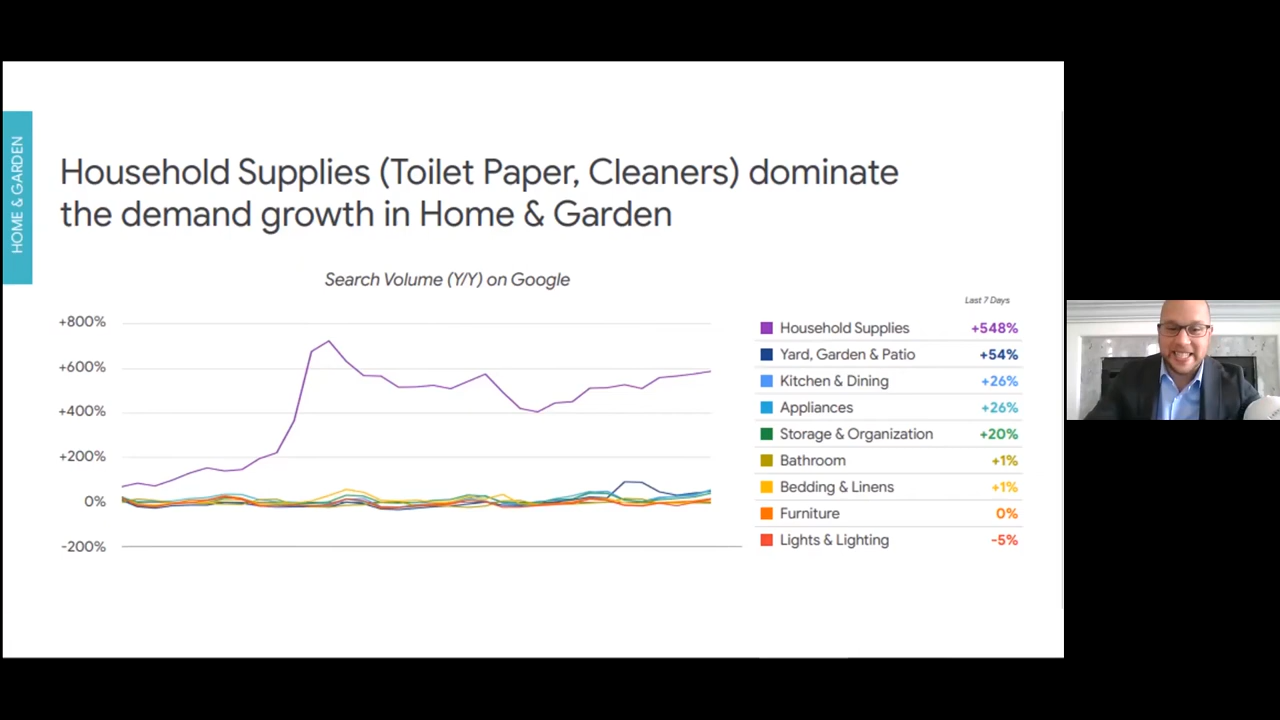 HOME & GARDEN
Household Supplies (Toilet Paper, Cleaners) dominate
the demand growth in Home & Garden
Search Volume (Y/Y) on Google
+800%
+600%
+400%
+200%
0%
-200%
Last 7 Days
Household Supplies +548%
Yard, Garden & Patio +54%
Kitchen & Dining +26%
Appliances +26%
Storage & Organization +20%
Bathroom +1%
Bedding & Linens +1%
Furniture 0%
Lights & Lighting -5%